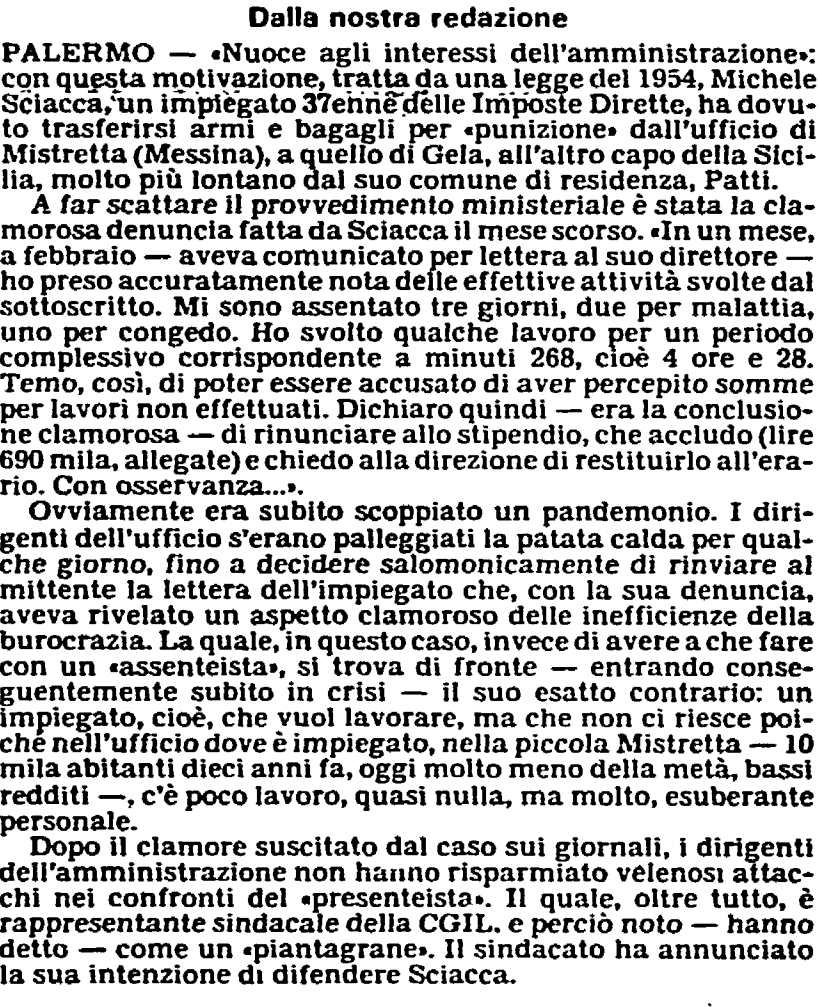 Dalla nostra redazione
PALERMO — «Nuoce agli interessi dell'amministrazione»:
con questa motivazione, tratta da una legge del 1954, Michele
Sciacca, un impiegato 37enne delle Imposte Dirette, ha dovu-
to trasferirsi armi e bagagli per «punizione» dall'ufficio di
Mistretta (Messina), a quello di Gela, all'altro capo della Sici-
lia, molto più lontano dal suo comune di residenza, Patti.
A far scattare il provvedimento ministeriale è stata la cla-
morosa denuncia fatta da Sciacca il mese scorso. «In un mese,
a febbraio — aveva comunicato per lettera al suo direttore —
ho preso accuratamente nota delle effettive attività svolte dal
sottoscritto. Mi sono assentato tre giorni, due per malattia,
uno per congedo. Ho svolto qualche lavoro per un periodo
complessivo corrispondente a minuti 268, cioè 4 ore e 28.
Temo, così, di poter essere accusato di aver percepito somme
per lavori non effettuati. Dichiaro quindi — era la conclusio-
ne clamorosa — di rinunciare allo stipendio, che accludo (lire
690 mila, allegate) e chiedo alla direzione di restituirlo all'era-
rio. Con osservanza...».
Ovviamente era subito scoppiato un pandemonio. I diri-
genti dell'ufficio s'erano palleggiati la patata calda per qual-
che giorno, fino a decidere salomonicamente di rinviare al
mittente la lettera dell'impiegato che, con la sua denuncia,
aveva rivelato un aspetto clamoroso delle inefficienze della
burocrazia. La quale, in questo caso, invece di avere a che fare
con un «assenteista», si trova di fronte — entrando conse-
guentemente subito in crisi — il suo esatto contrario: un
impiegato, cioè, che vuol lavorare, ma che non ci riesce poi-
ché nell'ufficio dove è impiegato, nella piccola Mistretta — 10
mila abitanti dieci anni fa, oggi molto meno della metà, bassi
redditi —, c'è poco lavoro, quasi nulla, ma molto, esuberante
personale.
Dopo il clamore suscitato dal caso sui giornali, i dirigenti
dell'amministrazione non hanno risparmiato velenosi attac-
chi nei confronti del «presenteista». Il quale, oltre tutto, è
rappresentante sindacale della CGIL, e perciò noto — hanno
detto — come un «piantagrane». Il sindacato ha annunciato
la sua intenzione di difendere Sciacca.